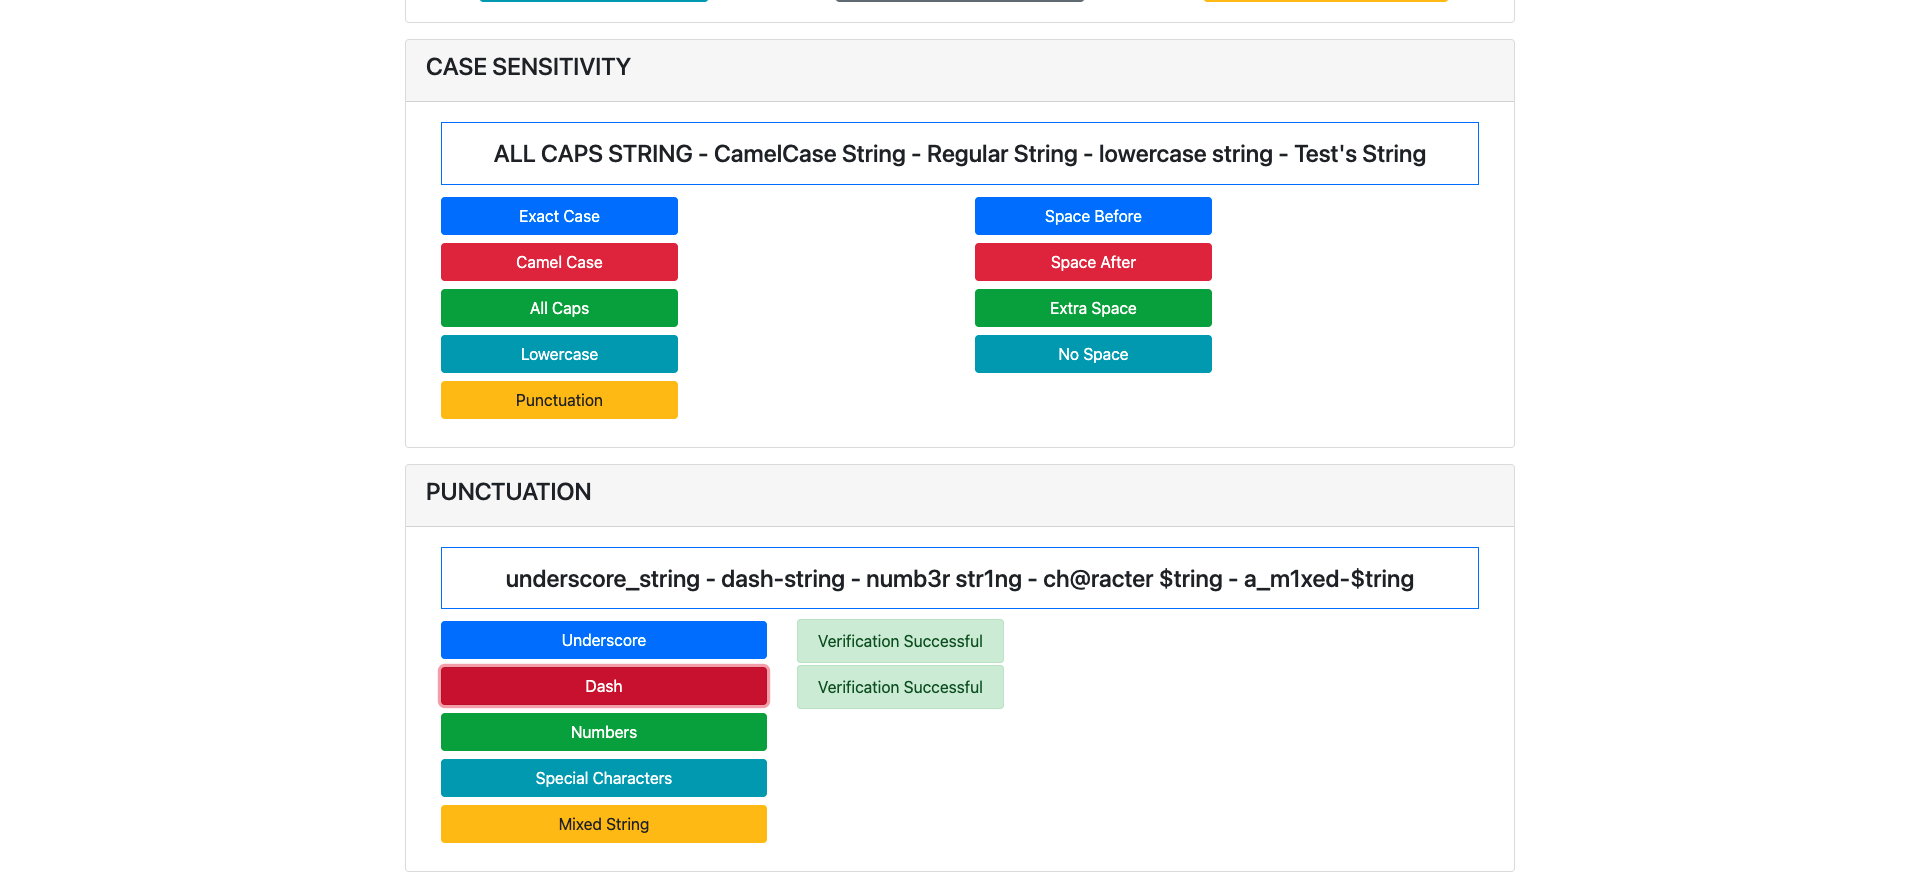 CASE SENSITIVITY
ALL CAPS STRING - CamelCase String - Regular String - lowercase string - Test's String
Exact Case
Space Before
Camel Case
Space After
All Caps
Extra Space
Lowercase
No Space
Punctuation
PUNCTUATION
underscore_string - dash-string - numb3r str1ng - ch@racter $tring - a_m1xed-$tring
Underscore
Verification Successful
Dash
Verification Successful
Numbers
Special Characters
Mixed String